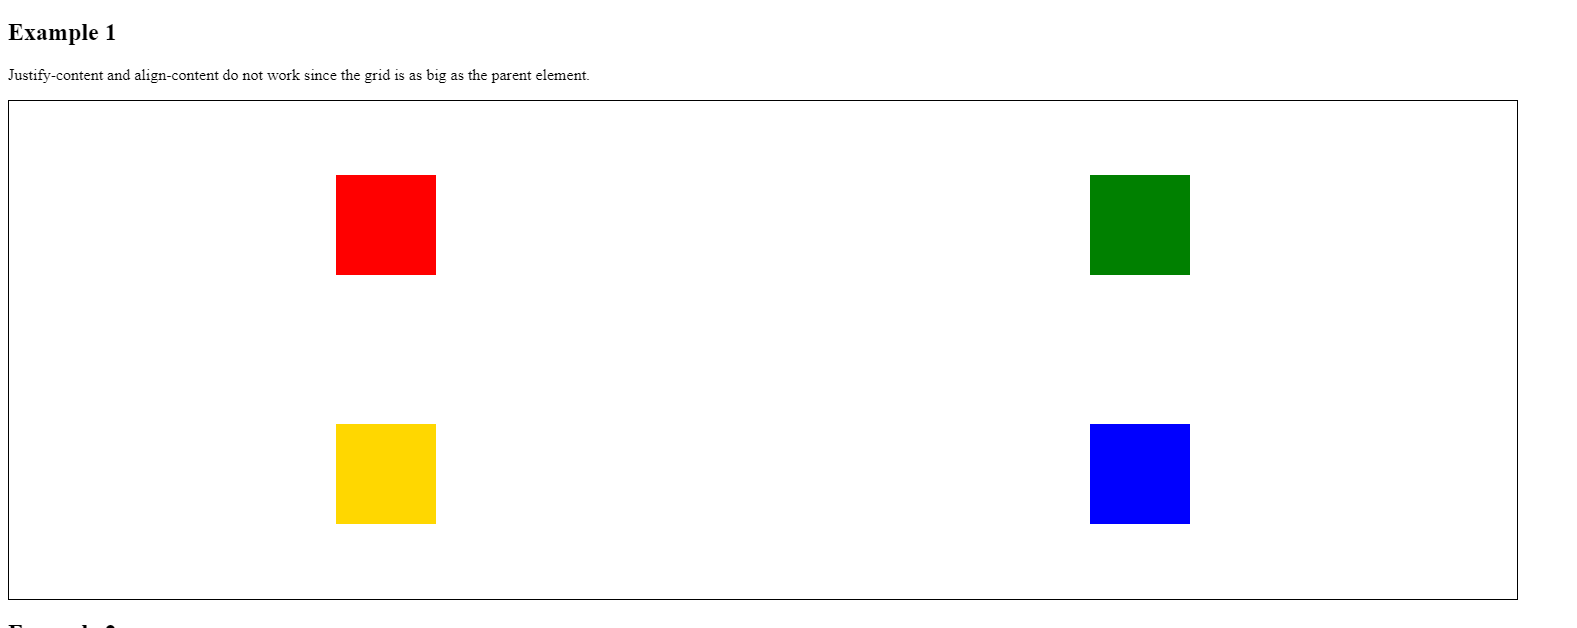 Example 1
Justify-content and align-content do not work since the grid is as big as the parent element.